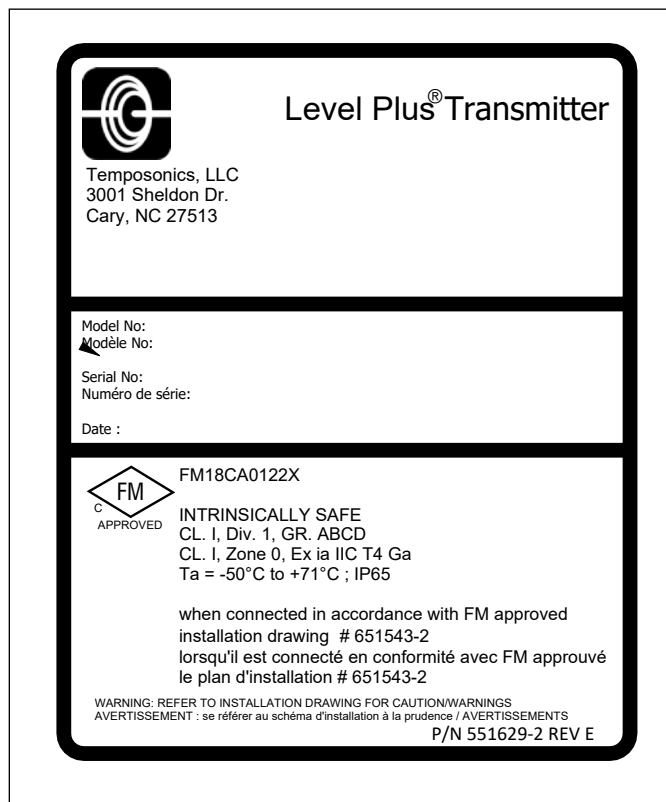 Level Plus® Transmitter
Temposonics, LLC
3001 Sheldon Dr.
Cary, NC 27513
Model No:
Modèle No:
Serial No:
Numéro de série:
Date :
FM
C
APPROVED
FM18CA0122X
INTRINSICALLY SAFE
CL. I, Div. 1, GR. ABCD
CL. I, Zone 0, Ex ia IIC T4 Ga
Ta = -50°C to +71°C ; IP65
when connected in accordance with FM approved
installation drawing # 651543-2
lorsqu'il est connecté en conformité avec FM approuvé
le plan d'installation # 651543-2
WARNING: REFER TO INSTALLATION DRAWING FOR CAUTION/WARNINGS
AVERTISSEMENT : se référer au schéma d'installation à la prudence / AVERTISSEMENTS
P/N 551629-2 REV E